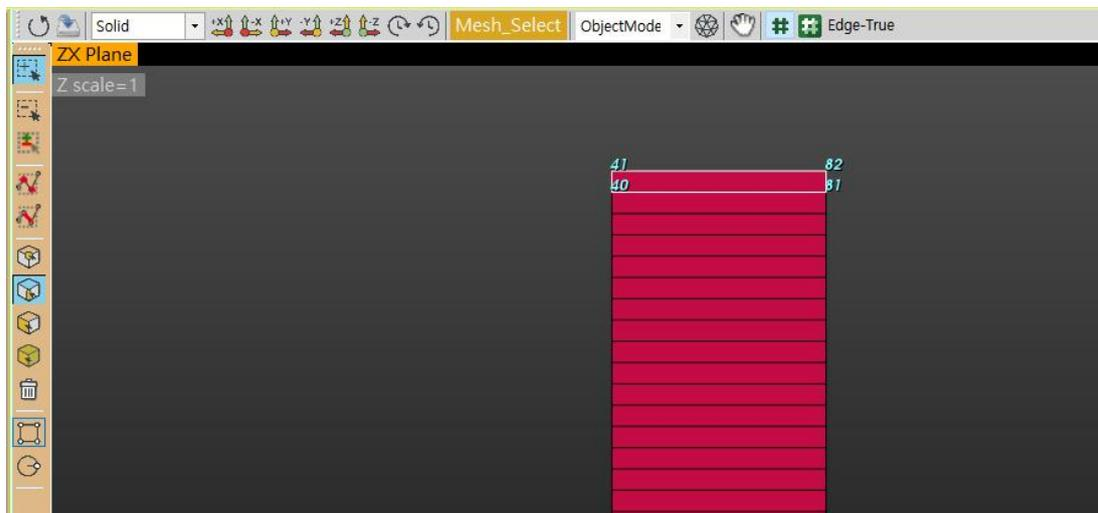 Solid +X -X +Y -Y +Z -Z Mesh_Select ObjectMode Edge-True
ZX Plane
Z scale=1
41 82
40 81